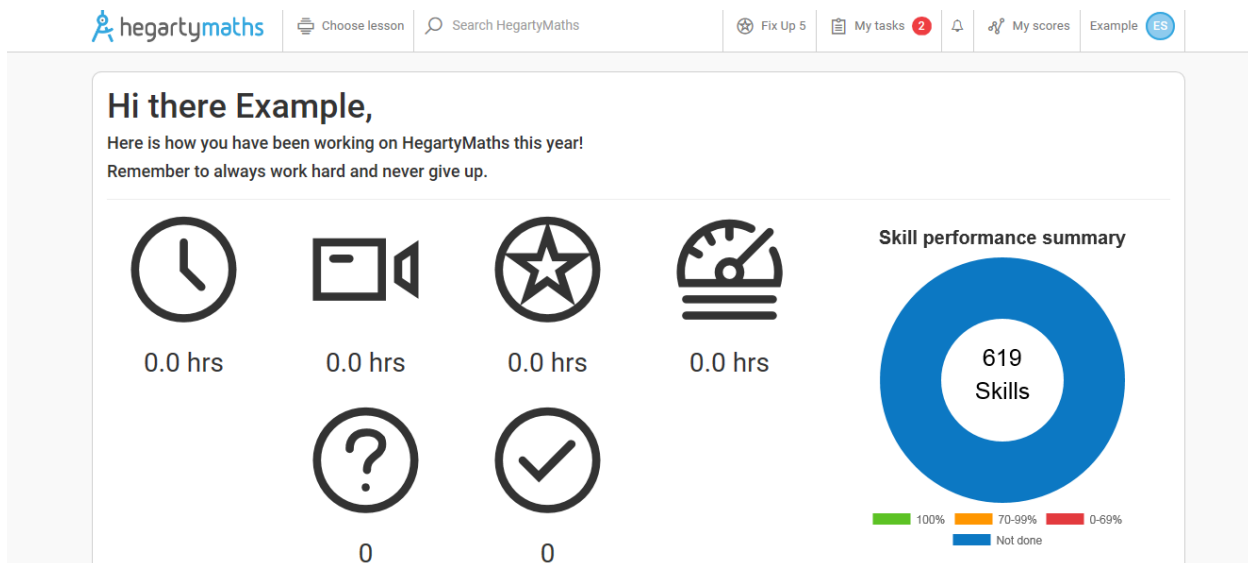 hegartymaths
Choose lesson
Search HegartyMaths
Fix Up 5
My tasks 2
My scores
Example ES
Hi there Example,
Here is how you have been working on HegartyMaths this year!
Remember to always work hard and never give up.
0.0 hrs
0.0 hrs
0.0 hrs
0.0 hrs
0
0
Skill performance summary
619
Skills
100% 70-99% 0-69%
Not done